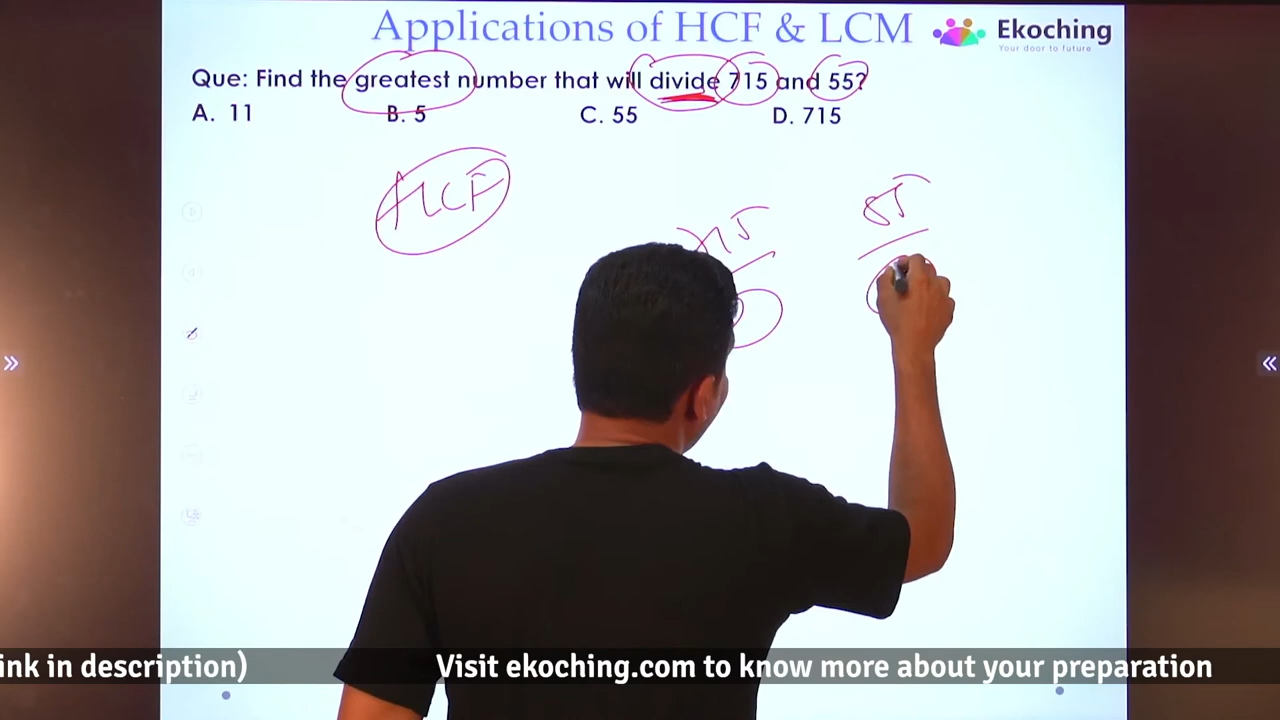 Applications of HCF & LCM
Ekoching
Your door to future
Que: Find the greatest number that will divide 715 and 55?
A. 11 B. 5 C. 55 D. 715
HCF
715
55
ink in description) Visit ekoching.com to know more about your preparation